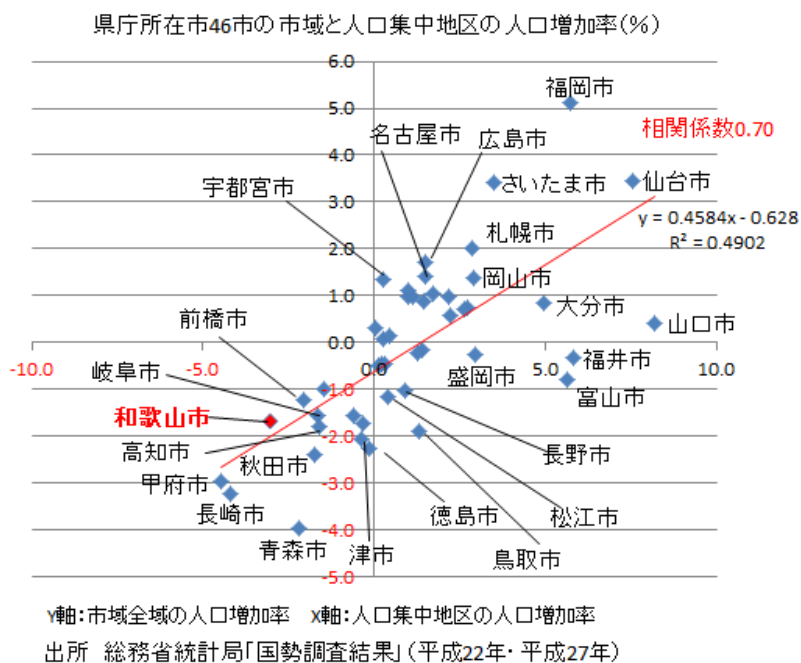 県庁所在市46市の市域と人口集中地区の人口増加率(%)
6.0
福岡市
5.0
相関係数0.70
名古屋市
広島市
4.0
宇都宮市
さいたま市
仙台市
3.0
y = 0.4584x - 0.628
R² = 0.4902
札幌市
2.0
岡山市
1.0
大分市
前橋市
山口市
0.0
-10.0
-5.0
0.0
5.0
10.0
岐阜市
盛岡市
福井市
-1.0
富山市
和歌山市
高知市
-2.0
秋田市
長野市
甲府市
-3.0
長崎市
徳島市
松江市
青森市
-4.0
津市
鳥取市
-5.0
Y軸:市域全域の人口増加率 X軸:人口集中地区の人口増加率
出所 総務省統計局「国勢調査結果」(平成22年・平成27年)